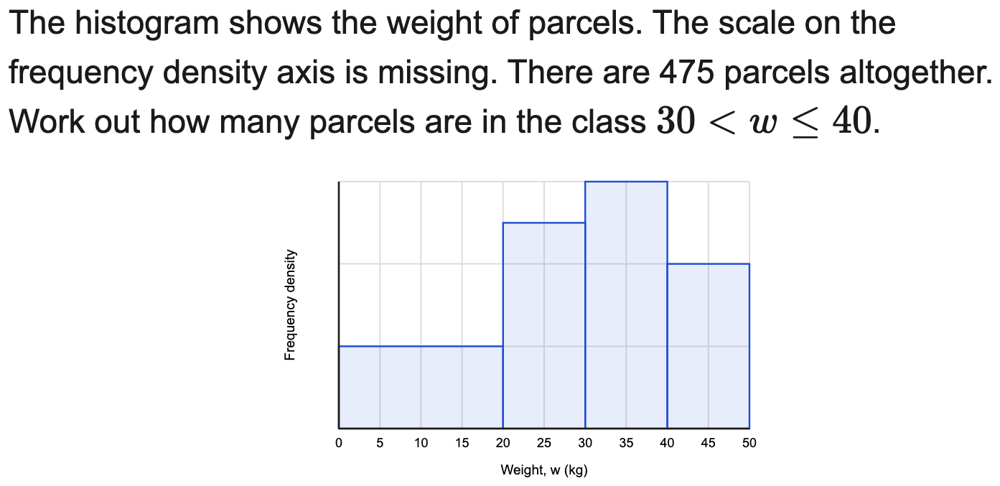 The histogram shows the weight of parcels. The scale on the
frequency density axis is missing. There are 475 parcels altogether.
Work out how many parcels are in the class 30 < w ≤ 40.
Frequency density
0 5 10 15 20 25 30 35 40 45 50
Weight, w (kg)